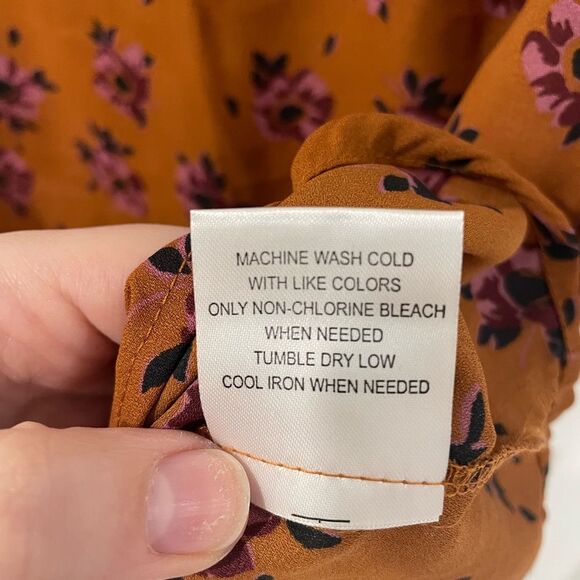 MACHINE WASH COLD
WITH LIKE COLORS
ONLY NON-CHLORINE BLEACH
WHEN NEEDED
TUMBLE DRY LOW
COOL IRON WHEN NEEDED